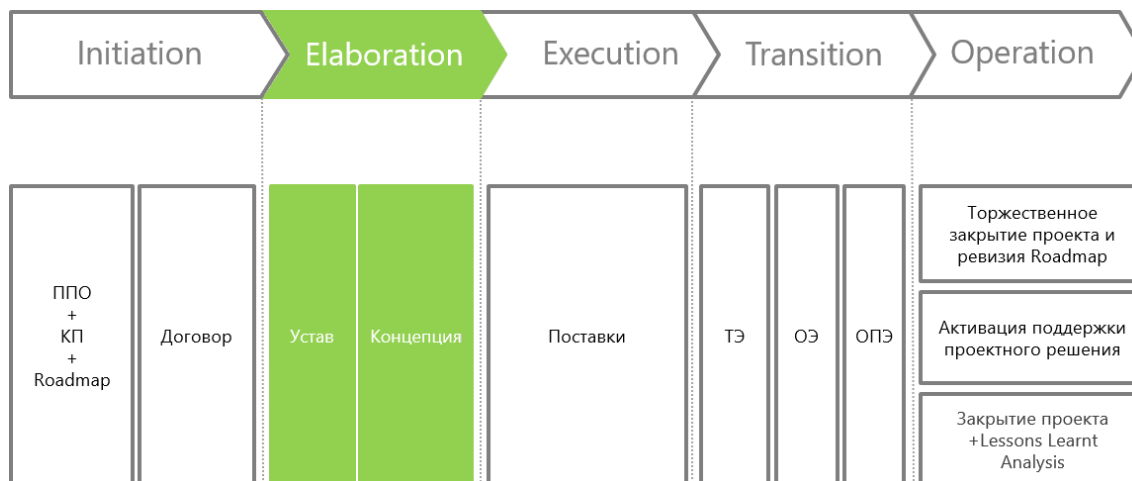 Initiation
Elaboration
Execution
Transition
Operation
ППО
+
КП
+
Roadmap
Договор
Устав
Концепция
Поставки
ТЭ
ОЭ
ОПЭ
Торжественное
закрытие проекта и
ревизия Roadmap
Активация поддержки
проектного решения
Закрытие проекта
+Lessons Learnt
Analysis